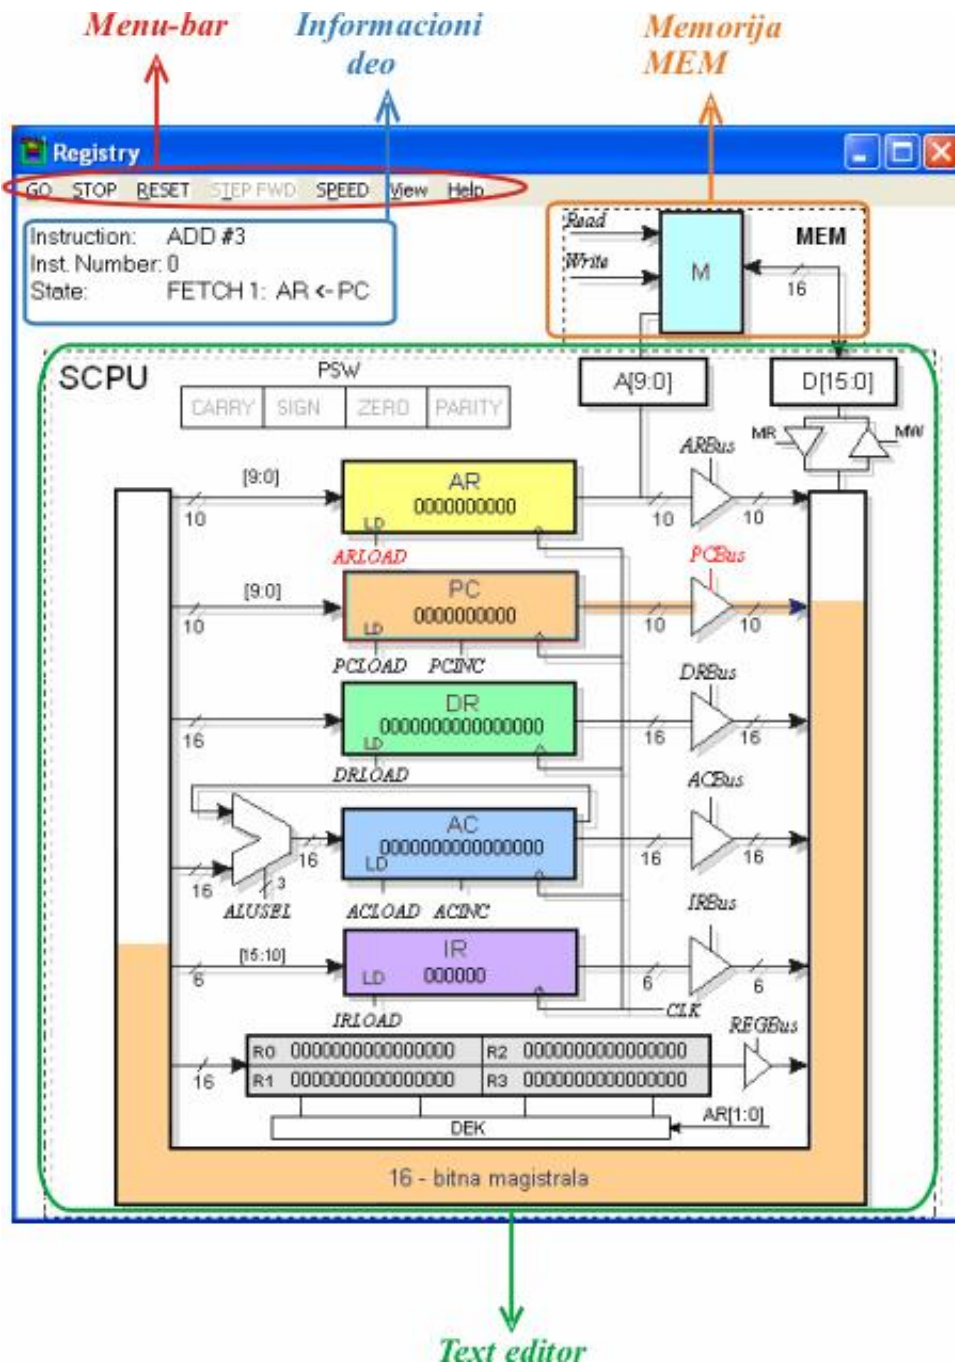 Menu-bar
Informacioni
deo
Memorija
MEM
Registry
GO STOP RESET STEP FWD SPEED View Help
Instruction: ADD #3
Inst. Number: 0
State: FETCH 1: AR <- PC
Read
Write
M
MEM
16
SCPU
PSW
CARRY SIGN ZERO PARITY
A[9:0]
D[15:0]
MR
MW
[9:0]
10
AR
0000000000
LD
ARLOAD
10
ARBus
10
[9:0]
10
PC
0000000000
LD
PCLOAD PCINC
10
PCBus
10
16
DR
0000000000000000
LD
DRLOAD
16
DRBus
16
16
3
ALUSEL
16
AC
0000000000000000
LD
ACLOAD ACINC
16
ACBus
16
[15:10]
6
IR
000000
LD
IRLOAD
6
IRBus
6
CLK
16
R0 0000000000000000 R2 0000000000000000
R1 0000000000000000 R3 0000000000000000
REGBus
DEK
AR[1:0]
16 - bitna magistrala
Text editor